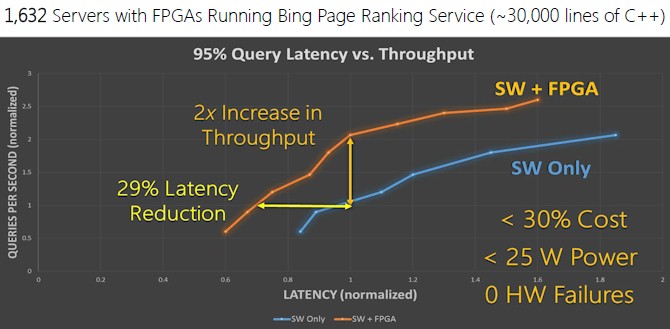 1,632 Servers with FPGAs Running Bing Page Ranking Service (~30,000 lines of C++)
95% Query Latency vs. Throughput
QUERIES PER SECOND (normalized)
3
2.5
2
1.5
1
0.5
0
2x Increase in
Throughput
29% Latency
Reduction
SW + FPGA
SW Only
< 30% Cost
< 25 W Power
0 HW Failures
0
0.2
0.4
0.6
0.8
1
1.2
1.4
1.6
1.8
2
LATENCY (normalized)
SW Only
SW + FPGA